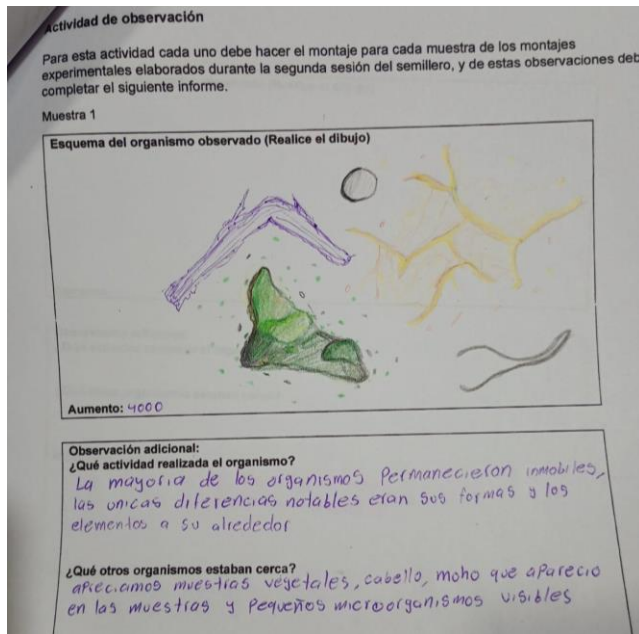 Actividad de observación
Para esta actividad cada uno debe hacer el montaje para cada muestra de los montajes
experimentales elaborados durante la segunda sesión del semillero, y de estas observaciones deb
completar el siguiente informe.
Muestra 1
Esquema del organismo observado (Realice el dibujo)
Aumento: 4000
Observación adicional:
¿Qué actividad realizada el organismo?
La mayoria de los organismos permanecieron inmobiles,
las unicas diferencias notables eran sus formas y los
elementos a su alrededor
¿Qué otros organismos estaban cerca?
apreciamos muestras vegetales, cabello, moho que aparecio
en las muestras y pequeños microorganismos visibles